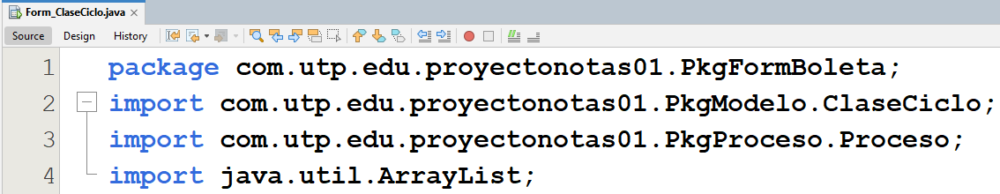 Form_ClaseCiclo.java
Source Design History
1 package com.utp.edu.proyectonotas01.PkgFormBoleta;
2 import com.utp.edu.proyectonotas01.PkgModelo.ClaseCiclo;
3 import com.utp.edu.proyectonotas01.PkgProceso.Proceso;
4 import java.util.ArrayList;